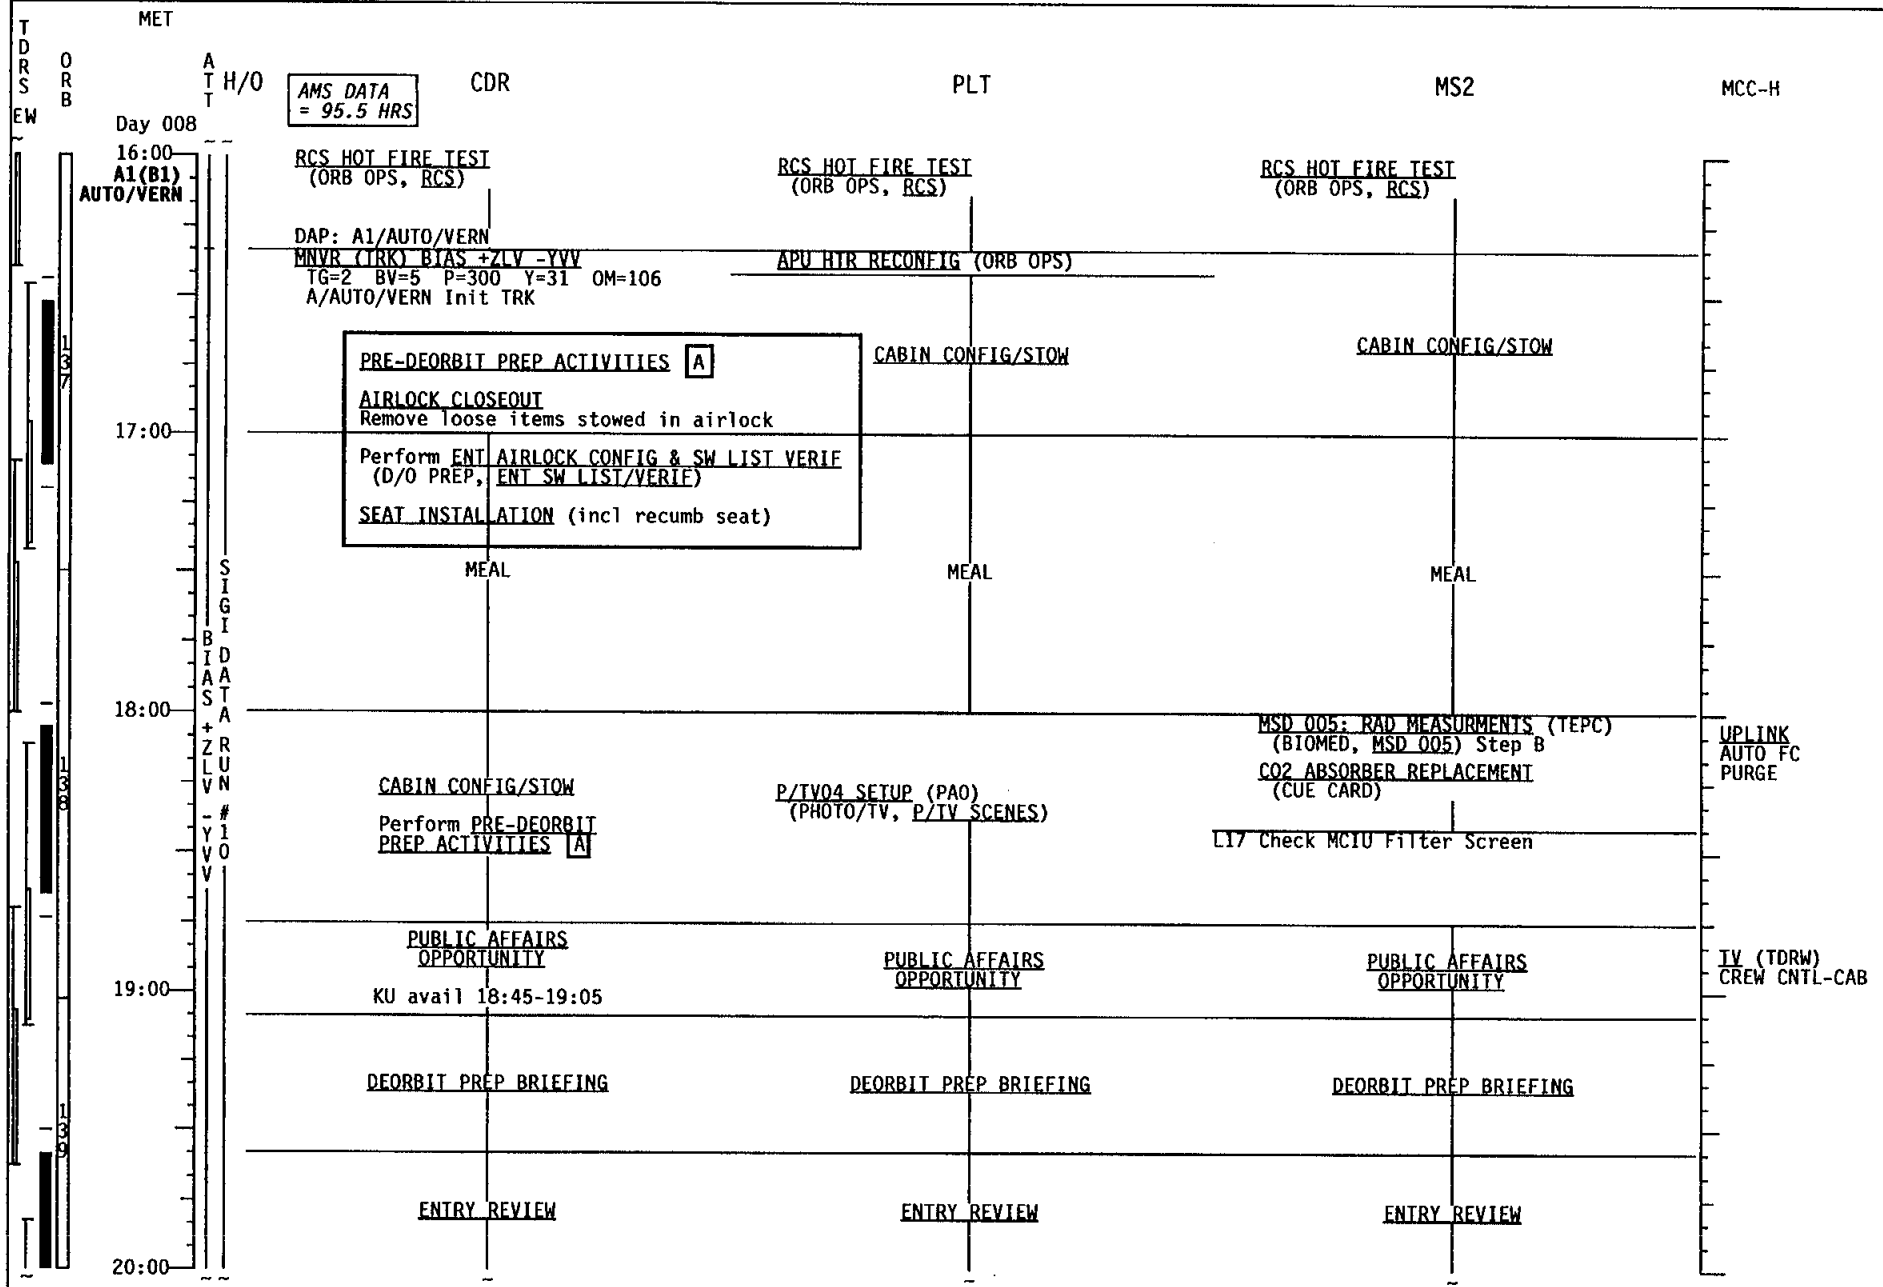 MET
TDRS
EW
ORB
ATT
H/O
AMS DATA
= 95.5 HRS
CDR
PLT
MS2
MCC-H
Day 008
16:00
A1(B1)
AUTO/VERN
RCS HOT FIRE TEST
(ORB OPS, RCS)
RCS HOT FIRE TEST
(ORB OPS, RCS)
RCS HOT FIRE TEST
(ORB OPS, RCS)
DAP: A1/AUTO/VERN
MNVR (TRK) BIAS +ZLV -YVV
TG=2 BV=5 P=300 Y=31 OM=106
A/AUTO/VERN Init TRK
APU HTR RECONFIG (ORB OPS)
137
PRE-DEORBIT PREP ACTIVITIES A
AIRLOCK CLOSEOUT
Remove loose items stowed in airlock
Perform ENT AIRLOCK CONFIG & SW LIST VERIF
(D/O PREP, ENT SW LIST/VERIF)
SEAT INSTALLATION (incl recumb seat)
CABIN CONFIG/STOW
CABIN CONFIG/STOW
17:00
MEAL
MEAL
MEAL
BIAS +ZLV -YVV
SIGI DATA RUN #10
18:00
MSD 005: RAD MEASURMENTS (TEPC)
(BIOMED, MSD 005) Step B
CO2 ABSORBER REPLACEMENT
(CUE CARD)
UPLINK
AUTO FC
PURGE
138
CABIN CONFIG/STOW
Perform PRE-DEORBIT
PREP ACTIVITIES A
P/TV04 SETUP (PAO)
(PHOTO/TV, P/TV SCENES)
L17 Check MCIU Filter Screen
PUBLIC AFFAIRS
OPPORTUNITY
KU avail 18:45-19:05
PUBLIC AFFAIRS
OPPORTUNITY
PUBLIC AFFAIRS
OPPORTUNITY
TV (TDRW)
CREW CNTL-CAB
19:00
DEORBIT PREP BRIEFING
DEORBIT PREP BRIEFING
DEORBIT PREP BRIEFING
139
ENTRY REVIEW
ENTRY REVIEW
ENTRY REVIEW
20:00